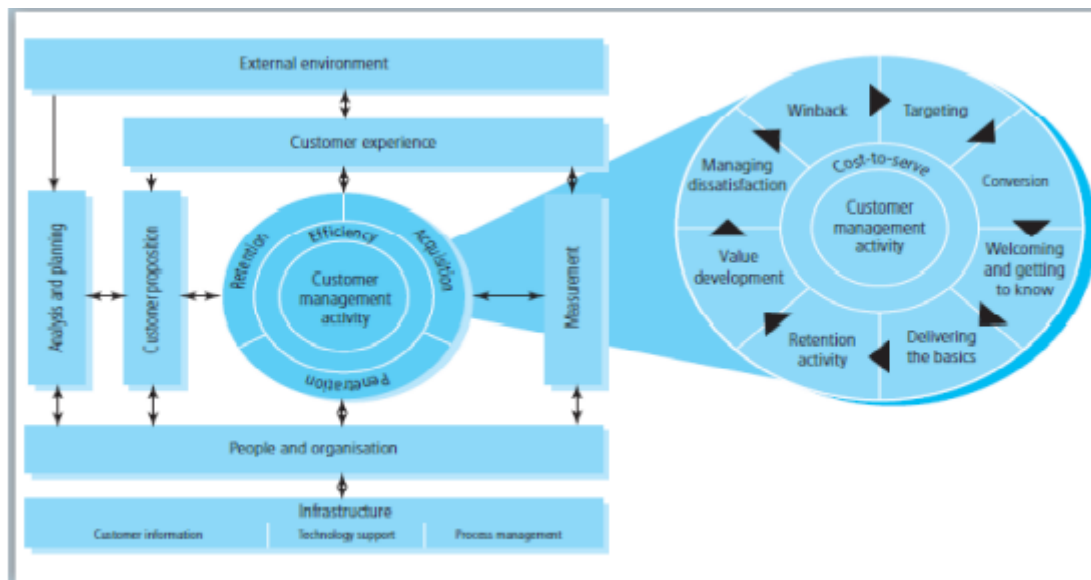 External environment
Customer experience
Analysis and planning
Customer proposition
Retention
Efficiency
Acquisition
Customer
management
activity
Penetration
Measurement
People and organisation
Infrastructure
Customer information
Technology support
Process management
Winback
Targeting
Managing
dissatisfaction
Cost-to-serve
Conversion
Customer
management
activity
Value
development
Welcoming
and getting
to know
Retention
activity
Delivering
the basics